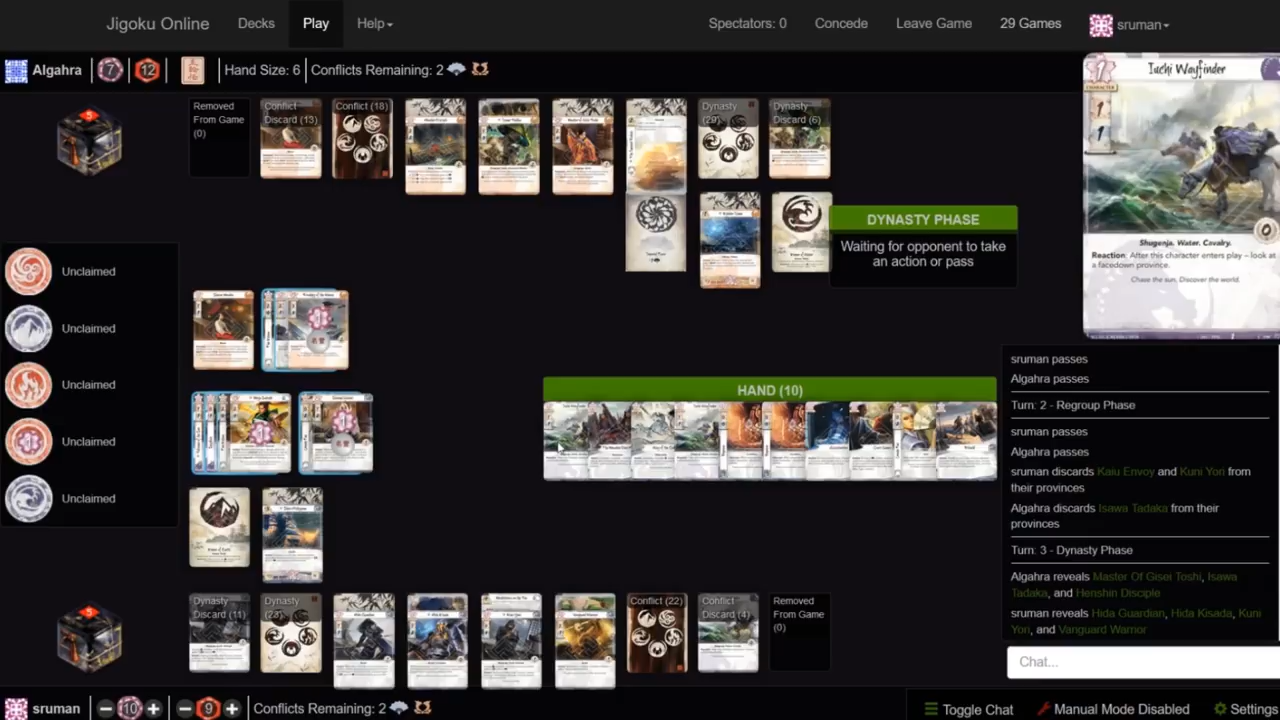 Jigoku Online
Decks
Play
Help
Spectators: 0
Concede
Leave Game
29 Games
sruman
Algahra
7
12
Hand Size: 6
Conflicts Remaining: 2
Removed
From Game
(0)
Conflict
Discard (13)
Conflict (18)
Dynasty
Dynasty
Discard (6)
DYNASTY PHASE
Waiting for opponent to take
an action or pass
Iuchi Wayfinder
CHARACTER
1
1
1
0
Shugenja. Water. Cavalry.
Reaction: After this character enters play – look at
a facedown province.
Chase the sun, Discover the world.
Unclaimed
Unclaimed
Unclaimed
Unclaimed
Unclaimed
HAND (10)
sruman passes
Algahra passes
Turn: 2 - Regroup Phase
sruman passes
Algahra passes
sruman discards Kaiu Envoy and Kuni Yori from
their provinces
Algahra discards Isawa Tadaka from their
provinces
Turn: 3 - Dynasty Phase
Algahra reveals Master Of Gisei Toshi, Isawa
Tadaka, and Henshin Disciple
sruman reveals Hida Guardian, Hida Kisada, Kuni
Yori, and Vanguard Warrior
Chat...
Dynasty
Discard (11)
Dynasty
Conflict (22)
Conflict
Discard (4)
Removed
From Game
(0)
sruman
10
9
Conflicts Remaining: 2
Toggle Chat
Manual Mode Disabled
Settings